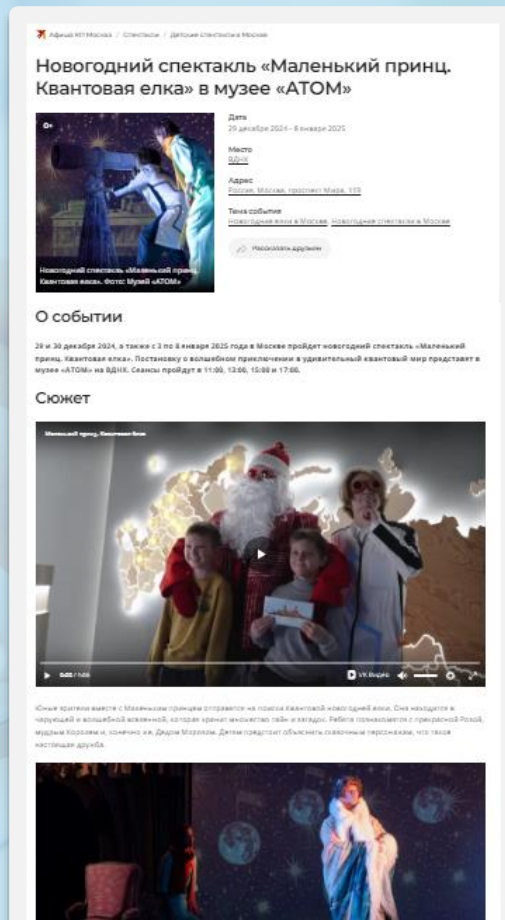 Афиша КП Москва / Спектакли / Детские спектакли в Москве
Новогодний спектакль «Маленький принц.
Квантовая елка» в музее «АТОМ»
0+
Новогодний спектакль «Маленький принц.
Квантовая елка». Фото: Музей «АТОМ»
Дата
29 декабря 2024 - 8 января 2025
Место
ВДНХ
Адрес
Россия, Москва, проспект Мира, 119
Тема события
Новогодние елки в Москве, Новогодние спектакли в Москве
Рассказать друзьям
О событии
29 и 30 декабря 2024, а также с 3 по 8 января 2025 года в Москве пройдет новогодний спектакль «Маленький
принц. Квантовая елка». Постановку о волшебном приключении в удивительный квантовый мир представят в
музее «АТОМ» на ВДНХ. Сеансы пройдут в 11:00, 13:00, 15:00 и 17:00.
Сюжет
Маленький принц. Квантовая елка
VK Видео
Юные зрители вместе с Маленьким принцем отправятся на поиски Квантовой новогодней елки. Она находится в
чарующей и волшебной вселенной, которая хранит множество тайн и загадок. Ребята познакомятся с прекрасной Розой,
мудрым Королем и, конечно же, Дедом Морозом. Детям предстоит объяснить сказочным персонажам, что такое
настоящая дружба.